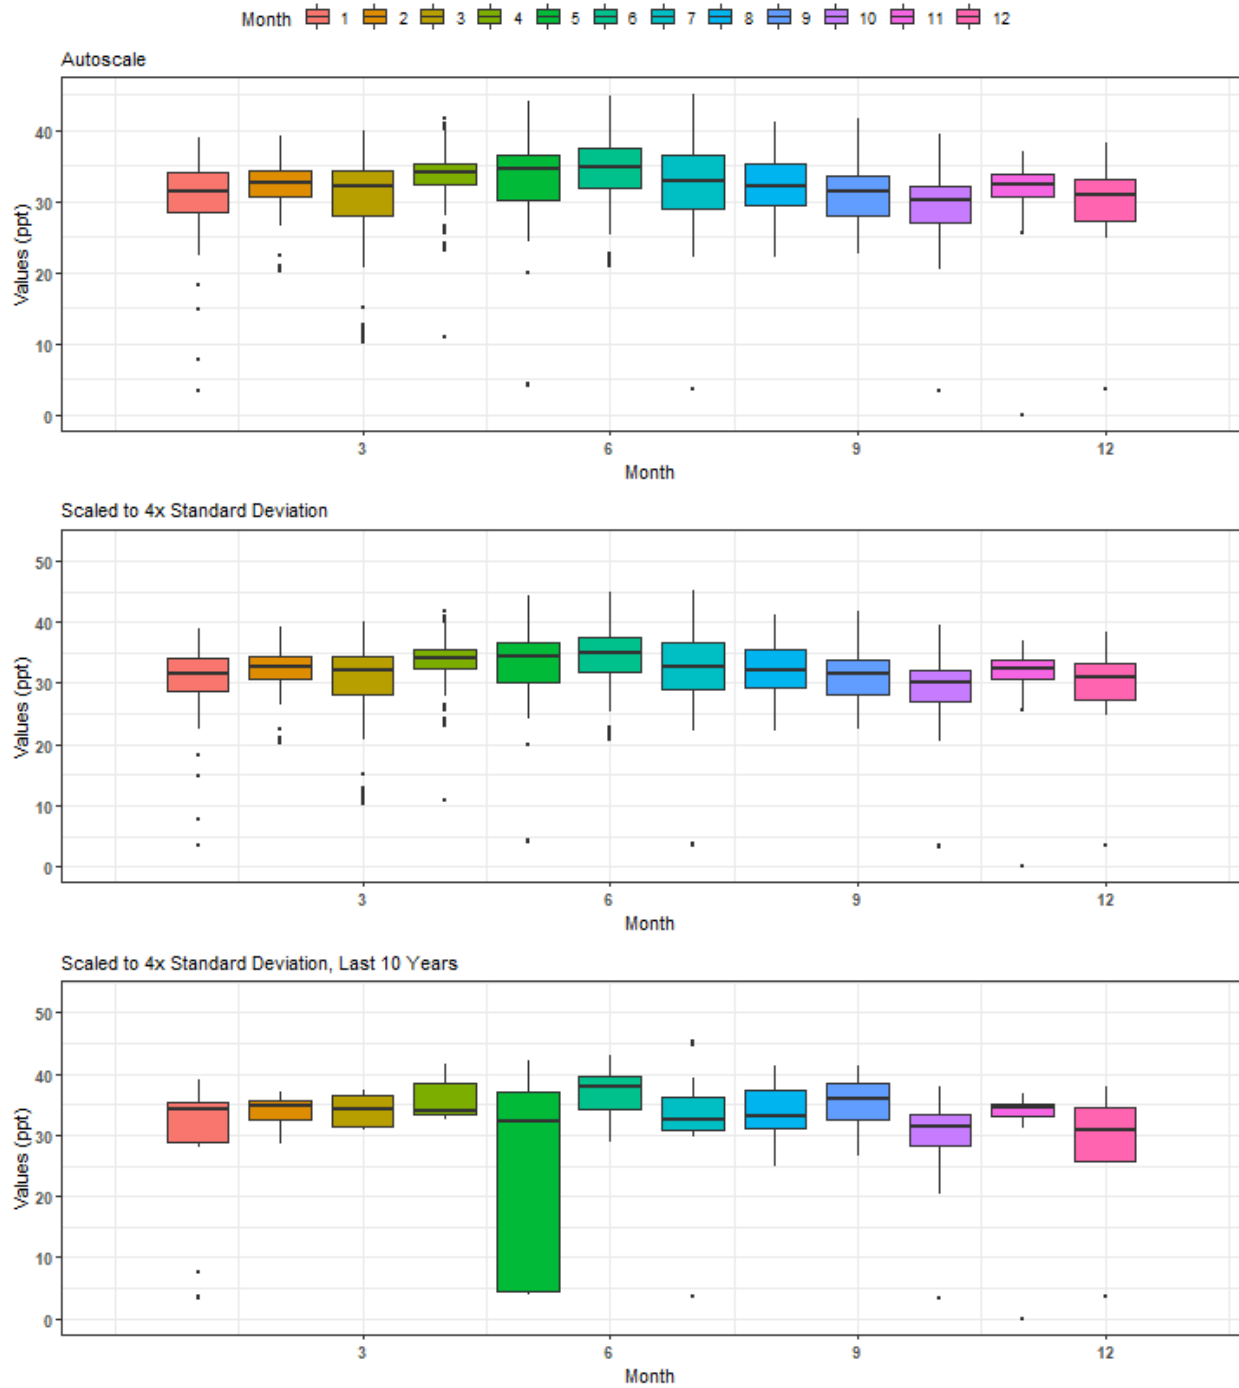 Month 1 2 3 4 5 6 7 8 9 10 11 12
Autoscale
Values (ppt)
40
30
20
10
0
3 6 9 12
Month
Scaled to 4x Standard Deviation
Values (ppt)
50
40
30
20
10
0
3 6 9 12
Month
Scaled to 4x Standard Deviation, Last 10 Years
Values (ppt)
50
40
30
20
10
0
3 6 9 12
Month